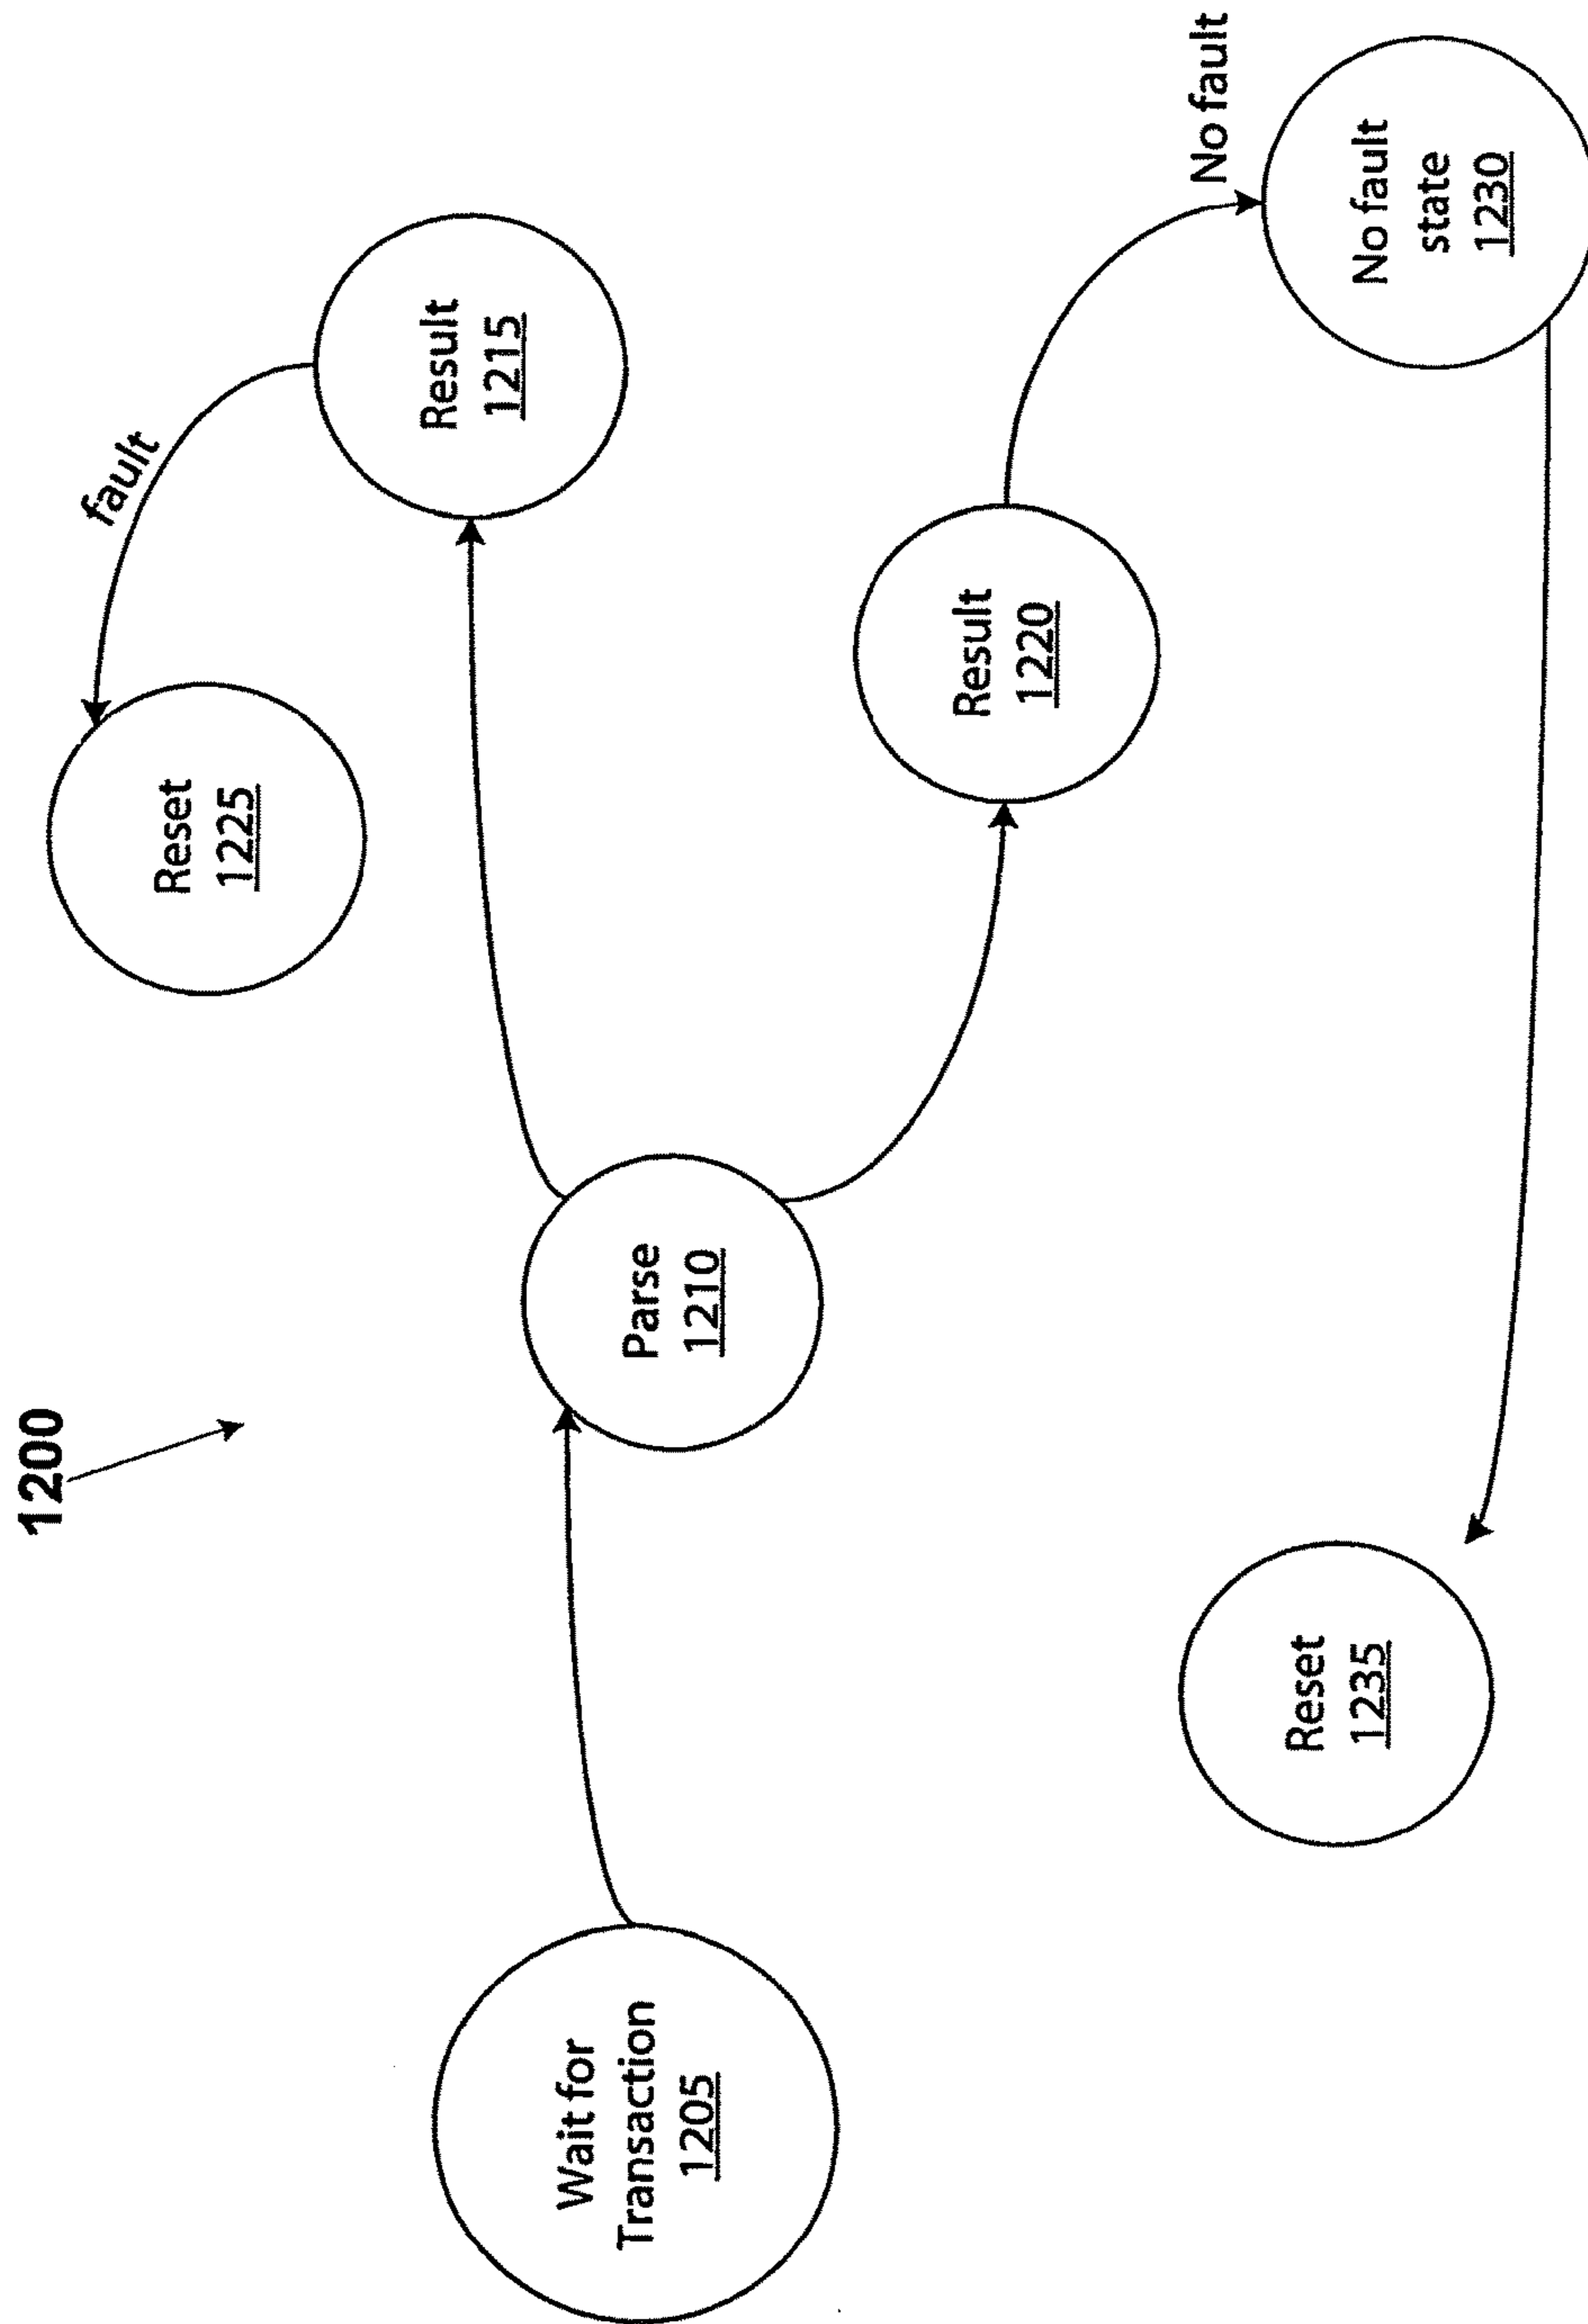 1200
Wait for
Transaction
1205
Parse
1210
Reset
1225
fault
Result
1215
Result
1220
No fault
No fault
state
1230
Reset
1235